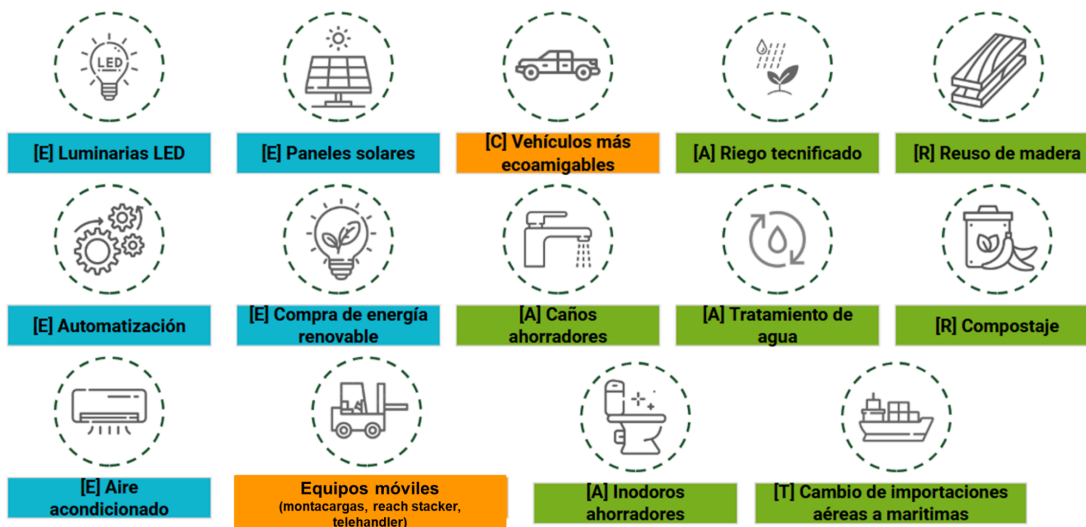 LED
[E] Luminarias LED
[E] Paneles solares
[C] Vehículos más
ecoamigables
[A] Riego tecnificado
[R] Reuso de madera
[E] Automatización
[E] Compra de energía
renovable
[A] Caños
ahorradores
[A] Tratamiento de
agua
[R] Compostaje
[E] Aire
acondicionado
Equipos móviles
(montacargas, reach stacker,
telehandler)
[A] Inodoros
ahorradores
[T] Cambio de importaciones
aéreas a maritimas